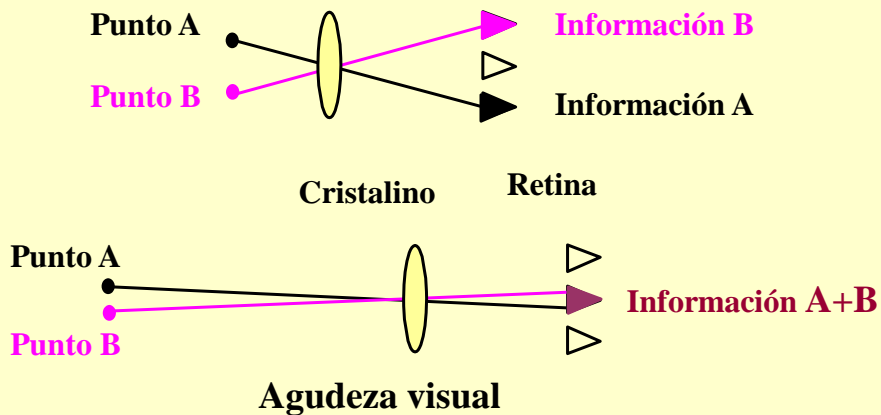 Punto A
Información B
Punto B
Información A
Cristalino
Retina
Punto A
Información A+B
Punto B
Agudeza visual